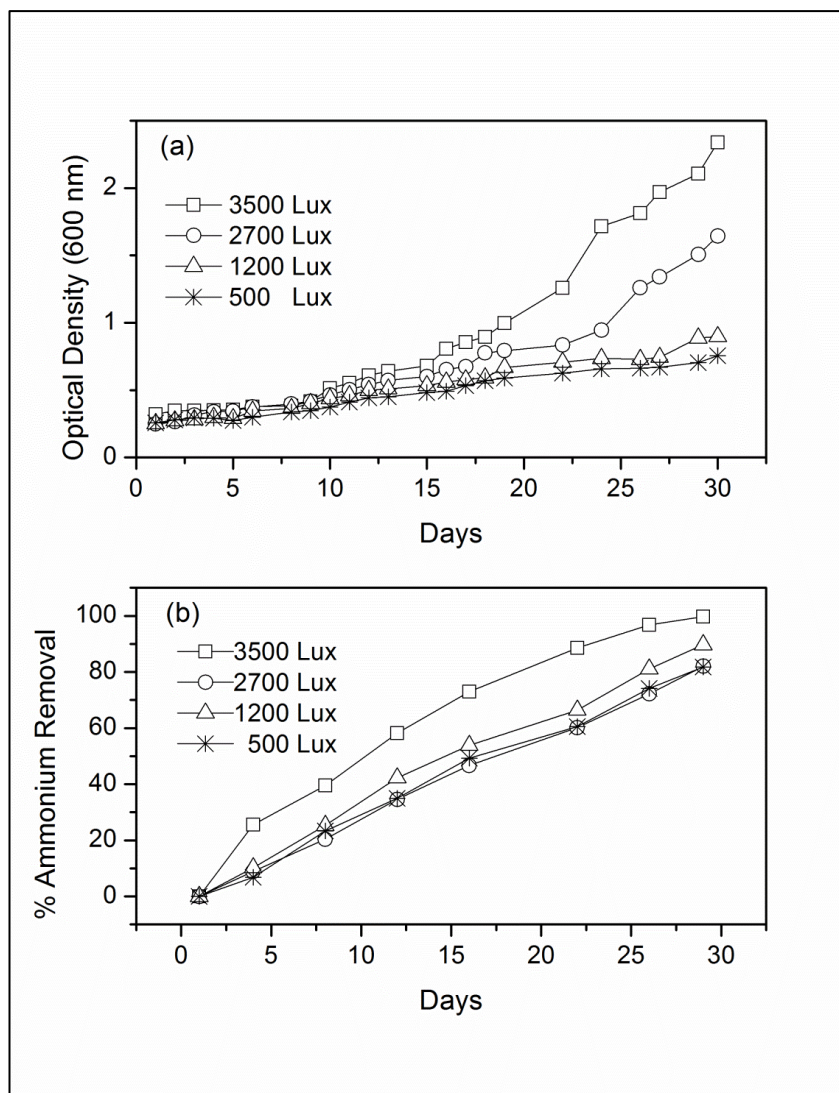 (a)
3500 Lux
2700 Lux
1200 Lux
500 Lux
Optical Density (600 nm)
2
1
0
0 5 10 15 20 25 30
Days
(b)
3500 Lux
2700 Lux
1200 Lux
500 Lux
% Ammonium Removal
100
80
60
40
20
0
0 5 10 15 20 25 30
Days